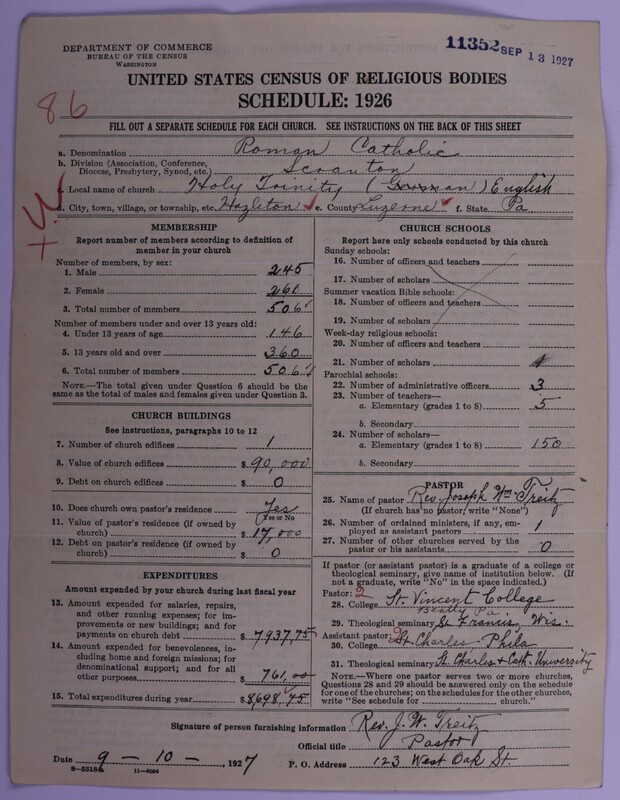 DEPARTMENT OF COMMERCE
BUREAU OF THE CENSUS
WASHINGTON
11352 SEP 13 1927
UNITED STATES CENSUS OF RELIGIOUS BODIES
SCHEDULE: 1926
86
FILL OUT A SEPARATE SCHEDULE FOR EACH CHURCH. SEE INSTRUCTIONS ON THE BACK OF THIS SHEET
a. Denomination Roman Catholic
b. Division (Association, Conference, Diocese, Presbytery, Synod, etc.) Scranton
c. Local name of church Holy Trinity (German) English
d. City, town, village, or township, etc. Hazleton e. County Luzerne f. State Pa
MEMBERSHIP
Report number of members according to definition of
member in your church
Number of members, by sex:
1. Male 245
2. Female 260
3. Total number of members 506
Number of members under and over 13 years old:
4. Under 13 years of age 146
5. 13 years old and over 360
6. Total number of members 506
NOTE.—The total given under Question 6 should be the
same as the total of males and females given under Question 3.
CHURCH BUILDINGS
See instructions, paragraphs 10 to 12
7. Number of church edifices 1
8. Value of church edifices $90,000
9. Debt on church edifices $ 0
10. Does church own pastor's residence? Yes
(Yes or No
11. Value of pastor's residence (if owned by
church) $17,000
12. Debt on pastor's residence (if owned by
church) $ 0
EXPENDITURES
Amount expended by your church during last fiscal year
13. Amount expended for salaries, repairs,
and other running expenses; for im-
provements or new buildings; and for
payments on church debt $7937,75
14. Amount expended for benevolences, in-
cluding home and foreign missions; for
denominational support; and for all
other purposes $761,00
15. Total expenditures during year $8698,75
CHURCH SCHOOLS
Report here only schools conducted by this church
Sunday schools:
16. Number of officers and teachers
17. Number of scholars
Summer vacation Bible schools:
18. Number of officers and teachers
19. Number of scholars
Week-day religious schools:
20. Number of officers and teachers
21. Number of scholars
Parochial schools:
22. Number of administrative officers 3
23. Number of teachers—
a. Elementary (grades 1 to 8) 5
b. Secondary
24. Number of scholars—
a. Elementary (grades 1 to 8) 150
b. Secondary
PASTOR
25. Name of pastor Rev. Joseph Wm. Treitz
(If church has no pastor, write "None")
26. Number of ordained ministers, if any, em-
ployed as assistant pastors 1
27. Number of other churches served by the
pastor or his assistants 0
If pastor (or assistant pastor) is a graduate of a college or
theological seminary, give name of institution below. (If
not a graduate, write "No" in the space indicated.)
Pastor: 2
28. College St. Vincent College
Beatty Pa.
29. Theological seminary St. Francis, Wis.
Assistant pastor: 2
30. College St. Charles Phila
31. Theological seminary St. Charles & Cath. University
NOTE.—Where one pastor serves two or more churches,
Questions 28 and 29 should be answered only on the schedule
for one of the churches; on the schedules for the other churches,
write "See schedule for church."
Signature of person furnishing information Rev. J. W. Treitz
Official title Pastor
Date 9 - 10 - , 1927 P. O. Address 123 West Oak St.
8-5518a 11-9064